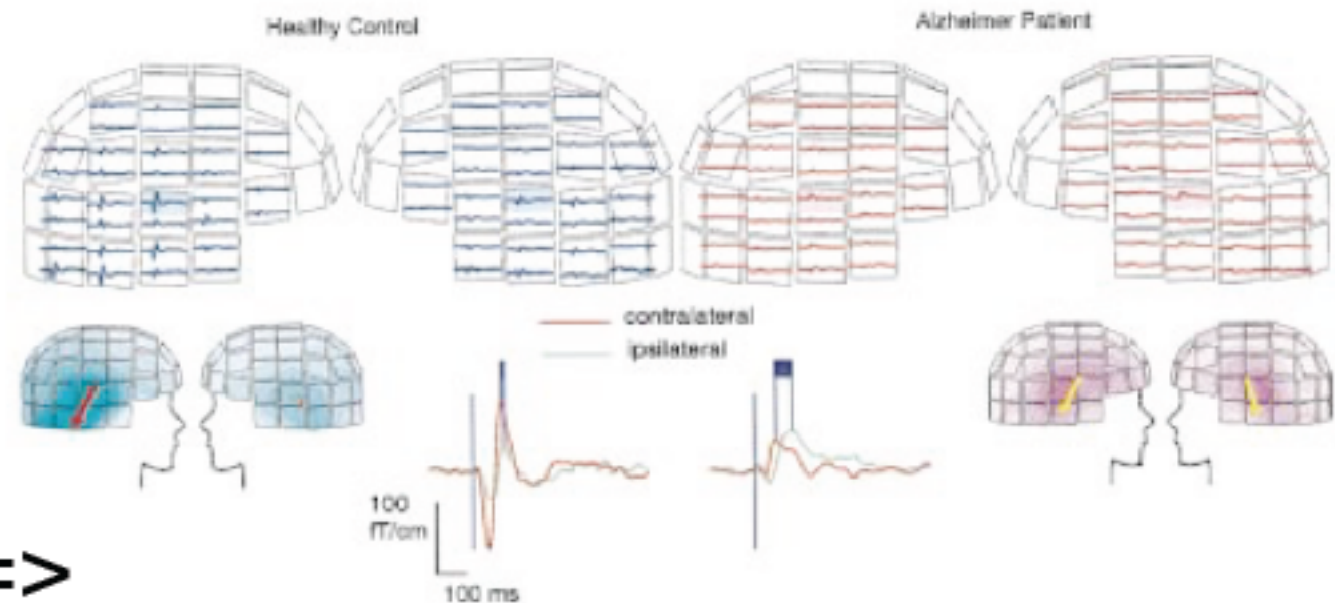 Healthy Control
Alzheimer Patient
contralateral
ipsilateral
100
fT/cm
100 ms
=>